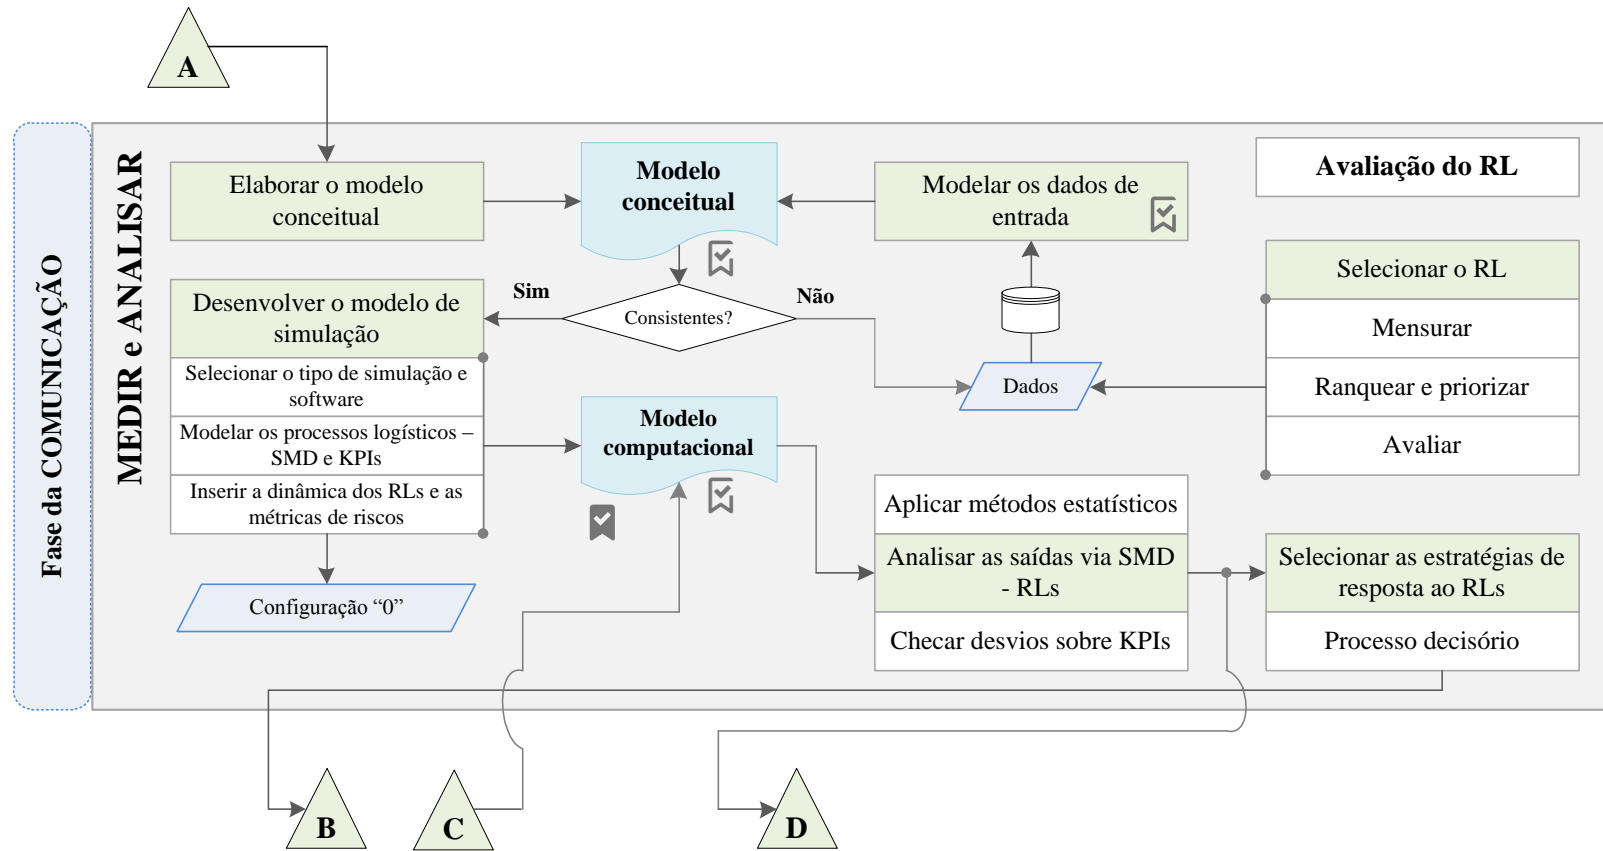 A
Fase da COMUNICAÇÃO
MEDIR e ANALISAR
Elaborar o modelo
conceitual
Modelo
conceitual
Modelar os dados de
entrada
Avaliação do RL
Selecionar o RL
Mensurar
Ranquear e priorizar
Avaliar
Sim
Consistentes?
Não
Dados
Desenvolver o modelo de
simulação
Selecionar o tipo de simulação e
software
Modelar os processos logísticos –
SMD e KPIs
Inserir a dinâmica dos RLs e as
métricas de riscos
Configuração “0”
Modelo
computacional
Aplicar métodos estatísticos
Analisar as saídas via SMD
- RLs
Checar desvios sobre KPIs
Selecionar as estratégias de
resposta ao RLs
Processo decisório
B
C
D